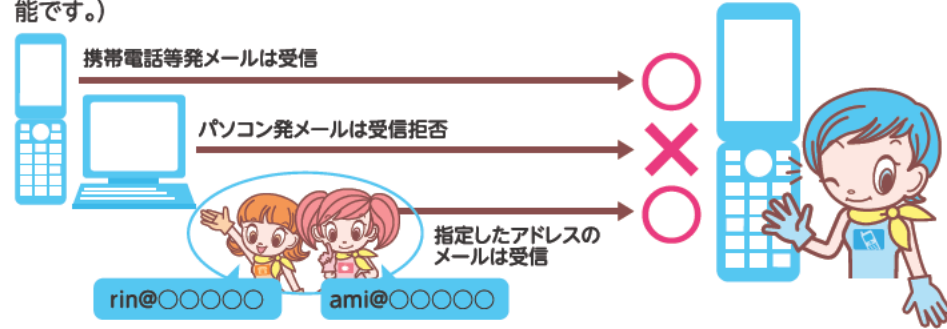 能です。)
携帯電話等発メールは受信
パソコン発メールは受信拒否
指定したアドレスの
メールは受信
rin@○○○○○
ami@○○○○○